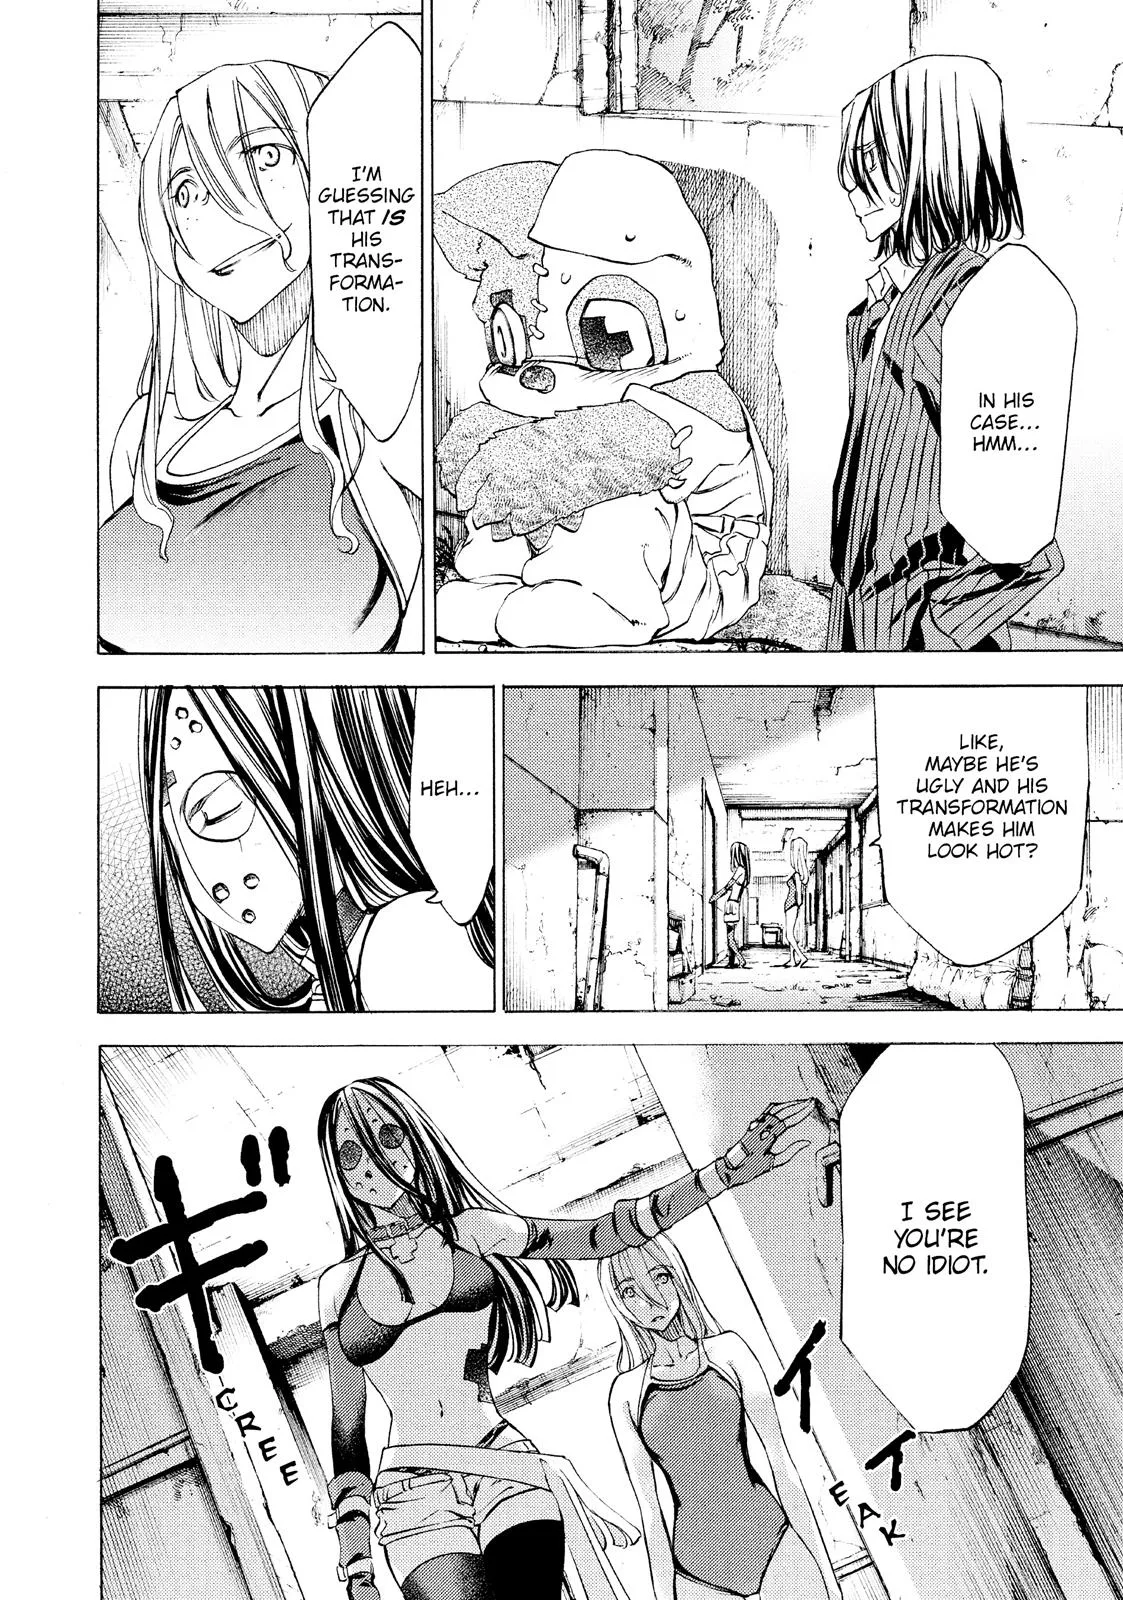 IN HIS
CASE...
HMM...
I'M
GUESSING
THAT IS
HIS
TRANS-
FORMA-
TION.
LIKE,
MAYBE HE'S
UGLY AND HIS
TRANSFORMATION
MAKES HIM
LOOK HOT?
HEH...
I SEE
YOU'RE
NO IDIOT.
ギイイ
CREE
EAK